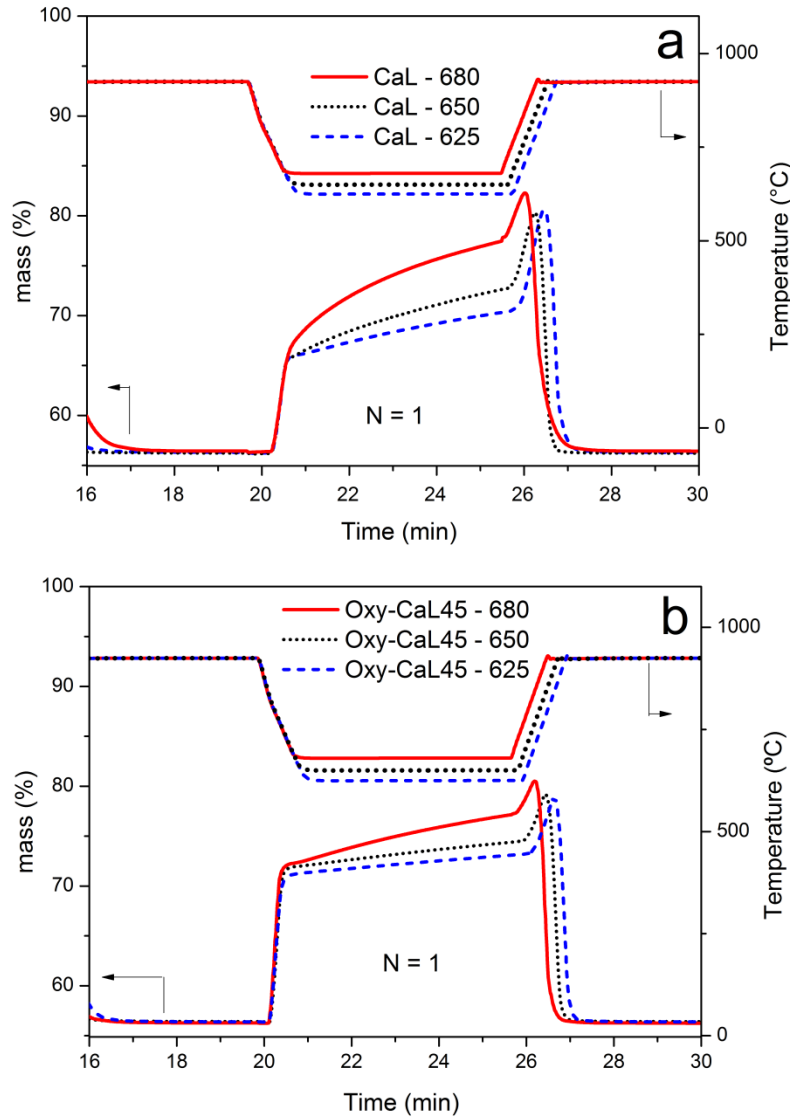 a
CaL - 680
CaL - 650
CaL - 625
N = 1
mass (%)
100
90
80
70
60
Temperature (°C)
1000
500
0
16 18 20 22 24 26 28 30
Time (min)
b
Oxy-CaL45 - 680
Oxy-CaL45 - 650
Oxy-CaL45 - 625
N = 1
mass (%)
100
90
80
70
60
Temperature (ºC)
1000
500
0
16 18 20 22 24 26 28 30
Time (min)